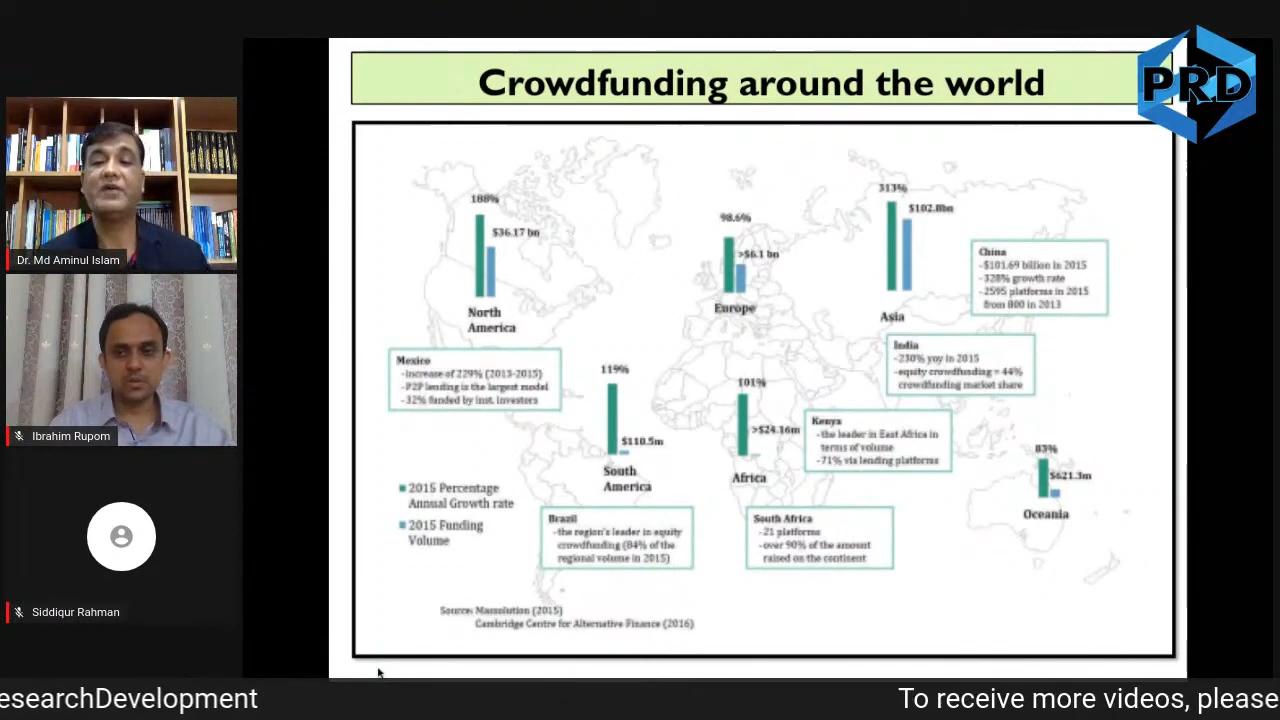 Crowdfunding around the world
PRD
188%
$36.17 bn
North
America
98.6%
>$6.1 bn
Europe
313%
$102.8bn
Asia
China
-$101.69 billion in 2015
-328% growth rate
-2595 platforms in 2015
from 800 in 2013
India
-230% yoy in 2015
-equity crowdfunding = 44%
crowdfunding market share
Mexico
-increase of 229% (2013-2015)
-P2P lending is the largest model
-32% funded by inst. investors
119%
$110.5m
South
America
101%
>$24.16m
Africa
Kenya
-the leader in East Africa in
terms of volume
-71% via lending platforms
83%
$621.3m
Oceania
2015 Percentage
Annual Growth rate
2015 Funding
Volume
Brazil
-the region's leader in equity
crowdfunding (84% of the
regional volume in 2015)
South Africa
-21 platforms
-over 90% of the amount
raised on the continent
Source: Massolution (2015)
Cambridge Centre for Alternative Finance (2016)
Dr. Md Aminul Islam
Ibrahim Rupom
Siddiqur Rahman
esearchDevelopment
To receive more videos, please